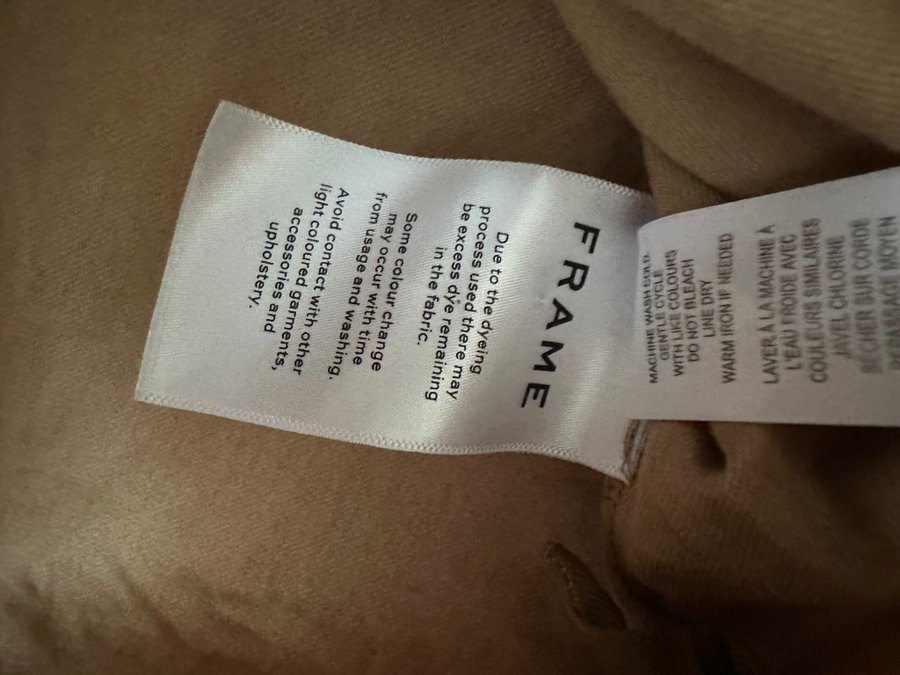 FRAME
Due to the dyeing
process used there may
be excess dye remaining
in the fabric.
Some colour change
may occur with time
from usage and washing.
Avoid contact with other
light coloured garments,
accessories and
upholstery.
MACHINE WASH COLD
GENTLE CYCLE
WITH LIKE COLOURS
DO NOT BLEACH
LINE DRY
WARM IRON IF NEEDED
LAVER À LA MACHINE À
L'EAU FROIDE AVEC
COULEURS SIMILAIRES
JAVEL CHLORINE
SÉCHER SUR CORDE
REPASSAGE MOYEN